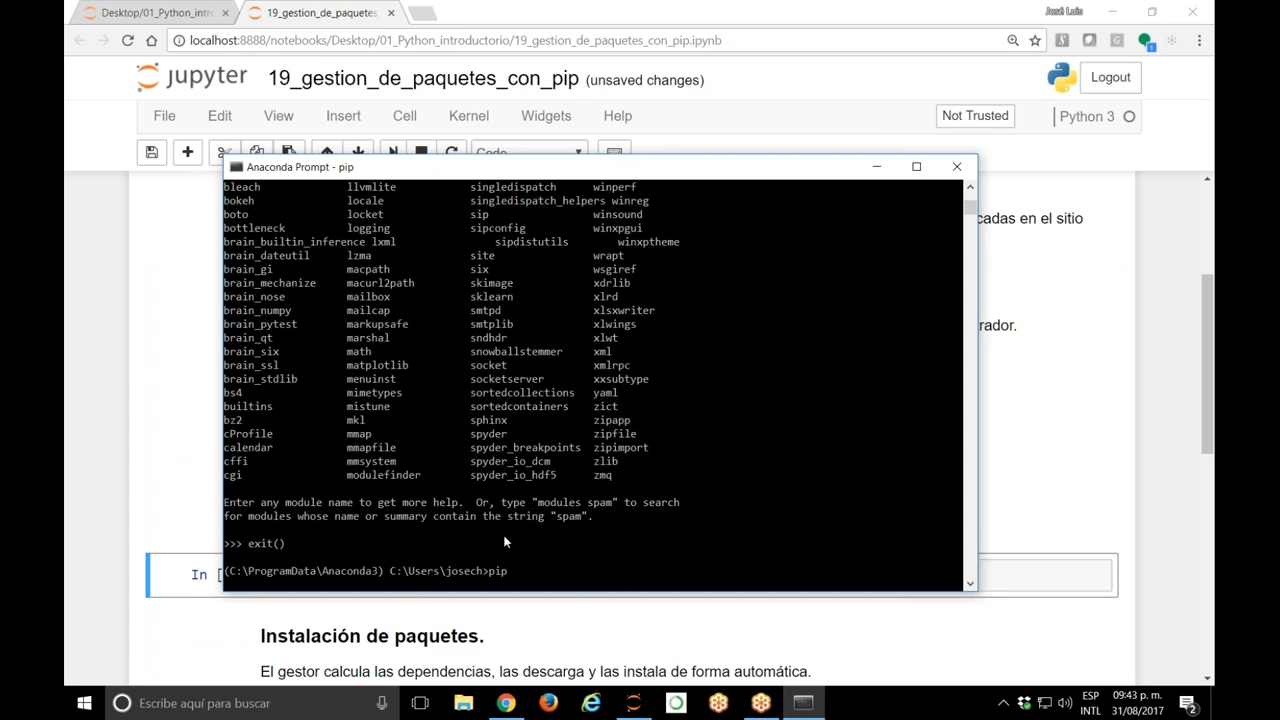 Desktop/01_Python_intro
19_gestion_de_paquetes_
José Luis
localhost:8888/notebooks/Desktop/01_Python_introductorio/19_gestion_de_paquetes_con_pip.ipynb
jupyter 19_gestion_de_paquetes_con_pip (unsaved changes)
Logout
File Edit View Insert Cell Kernel Widgets Help
Not Trusted
Python 3
Code
Anaconda Prompt - pip
bleach llvmlite singledispatch winperf
bokeh locale singledispatch_helpers winreg
boto locket sip winsound
bottleneck logging sipconfig winxpgui
brain_builtin_inference lxml sipdistutils winxptheme
brain_dateutil lzma site wrapt
brain_gi macpath six wsgiref
brain_mechanize macurl2path skimage xdrlib
brain_nose mailbox sklearn xlrd
brain_numpy mailcap smtpd xlsxwriter
brain_pytest markupsafe smtplib xlwings
brain_qt marshal sndhdr xlwt
brain_six math snowballstemmer xml
brain_ssl matplotlib socket xmlrpc
brain_stdlib menuinst socketserver xxsubtype
bs4 mimetypes sortedcollections yaml
builtins mistune sortedcontainers zict
bz2 mkl sphinx zipapp
cProfile mmap spyder zipfile
calendar mmapfile spyder_breakpoints zipimport
cffi mmsystem spyder_io_dcm zlib
cgi modulefinder spyder_io_hdf5 zmq
Enter any module name to get more help. Or, type "modules spam" to search
for modules whose name or summary contain the string "spam".
>>> exit()
(C:\ProgramData\Anaconda3) C:\Users\josech>pip
cadas en el sitio
trador.
In [
Instalación de paquetes.
El gestor calcula las dependencias, las descarga y las instala de forma automática.
Escribe aquí para buscar
ESP 09:43 p. m.
INTL 31/08/2017
2